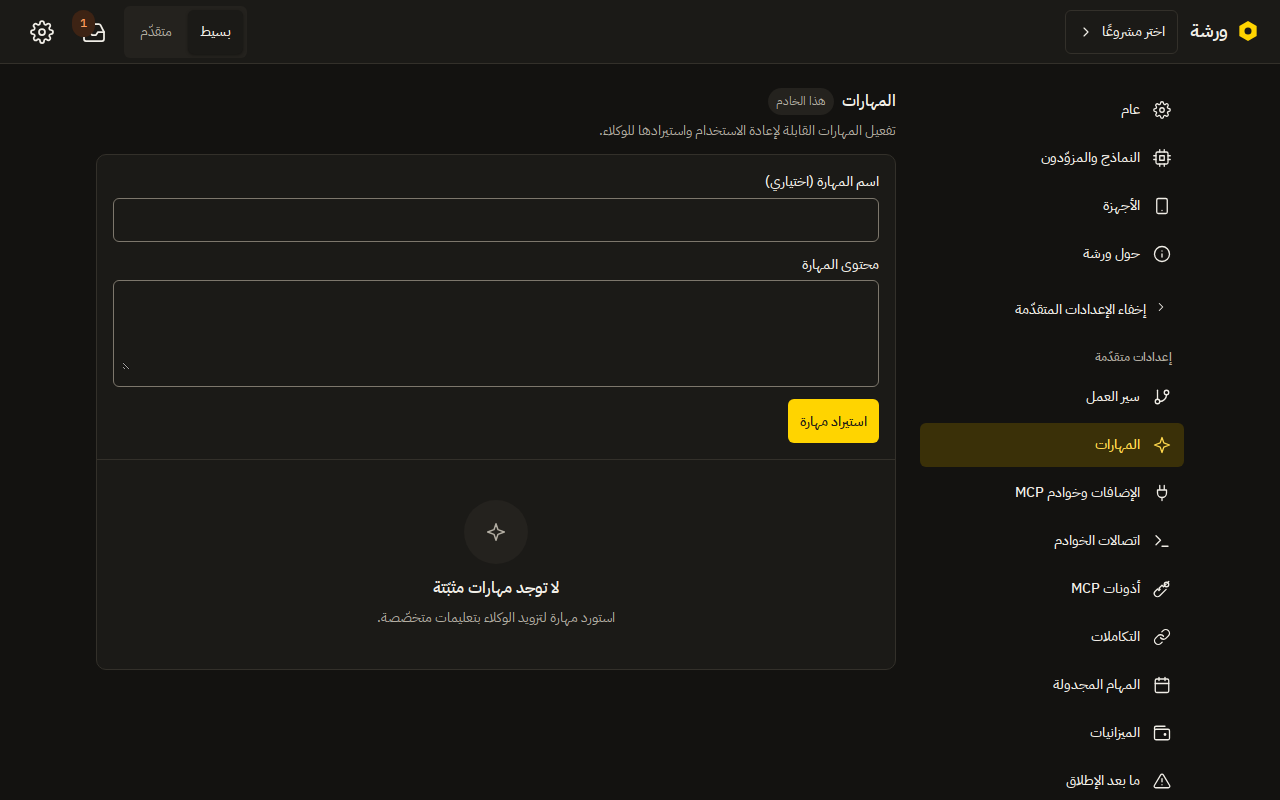 ورشة
اختر مشروعًا
بسيط
متقدّم
1
عام
النماذج والمزوّدون
الأجهزة
حول ورشة
إخفاء الإعدادات المتقدّمة
إعدادات متقدّمة
سير العمل
المهارات
الإضافات وخوادم MCP
اتصالات الخوادم
أذونات MCP
التكاملات
المهام المجدولة
الميزانيات
ما بعد الإطلاق
المهارات
هذا الخادم
تفعيل المهارات القابلة لإعادة الاستخدام واستيرادها للوكلاء.
اسم المهارة (اختياري)
محتوى المهارة
استيراد مهارة
لا توجد مهارات مثبّتة
استورد مهارة لتزويد الوكلاء بتعليمات متخصّصة.